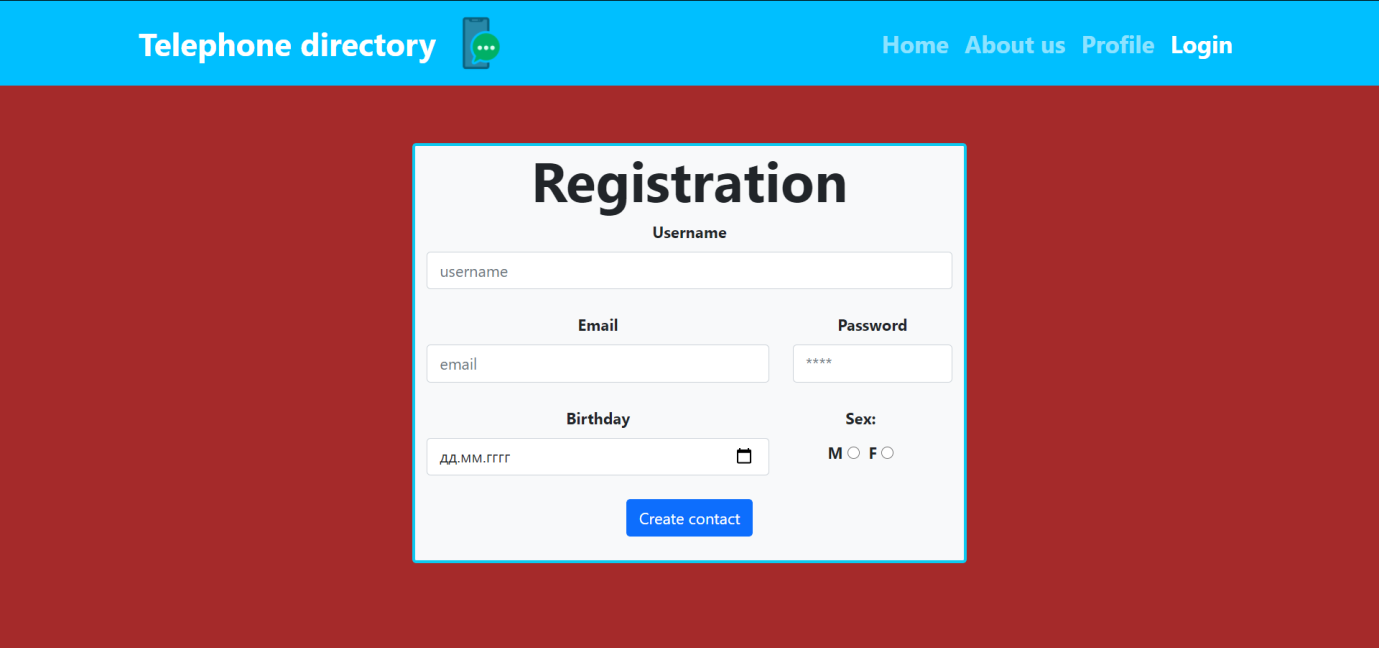 Telephone directory Home About us Profile Login
Registration
Username
username
Email Password
email ****
Birthday Sex:
дд.мм.гггг M F
Create contact